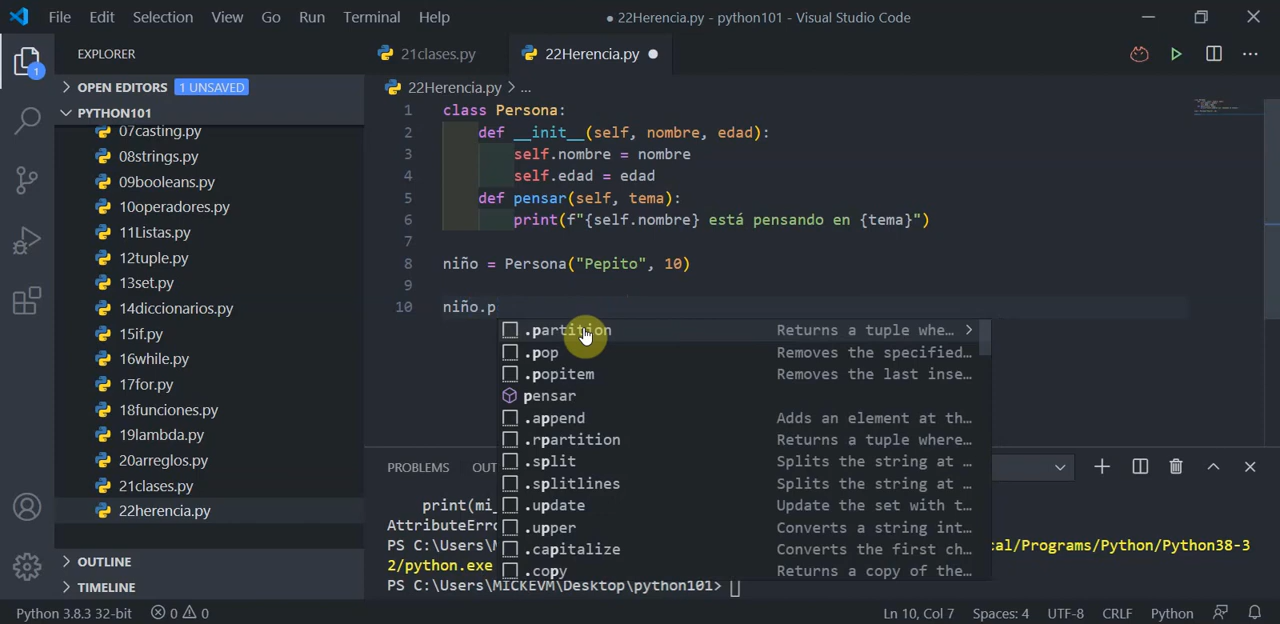 File Edit Selection View Go Run Terminal Help
● 22Herencia.py - python101 - Visual Studio Code
EXPLORER
OPEN EDITORS 1 UNSAVED
PYTHON101
07casting.py
08strings.py
09booleans.py
10operadores.py
11Listas.py
12tuple.py
13set.py
14diccionarios.py
15if.py
16while.py
17for.py
18funciones.py
19lambda.py
20arreglos.py
21clases.py
22herencia.py
OUTLINE
TIMELINE
1
21clases.py
22Herencia.py ●
22Herencia.py > ...
1 class Persona:
2 def __init__(self, nombre, edad):
3 self.nombre = nombre
4 self.edad = edad
5 def pensar(self, tema):
6 print(f"{self.nombre} está pensando en {tema}")
7
8 niño = Persona("Pepito", 10)
9
10 niño.p
.partition Returns a tuple whe…
.pop Removes the specified…
.popitem Removes the last inse…
pensar
.append Adds an element at th…
.rpartition Returns a tuple where…
.split Splits the string at …
.splitlines Splits the string at …
.update Update the set with t…
.upper Converts a string int…
.capitalize Converts the first ch…
.copy Returns a copy of the…
PROBLEMS OUT
print(mi_
AttributeErro
PS C:\Users\M al/Programs/Python/Python38-3
2/python.exe
PS C:\Users\MICKEVM\Desktop\python101>
Python 3.8.3 32-bit 0 0
Ln 10, Col 7 Spaces: 4 UTF-8 CRLF Python